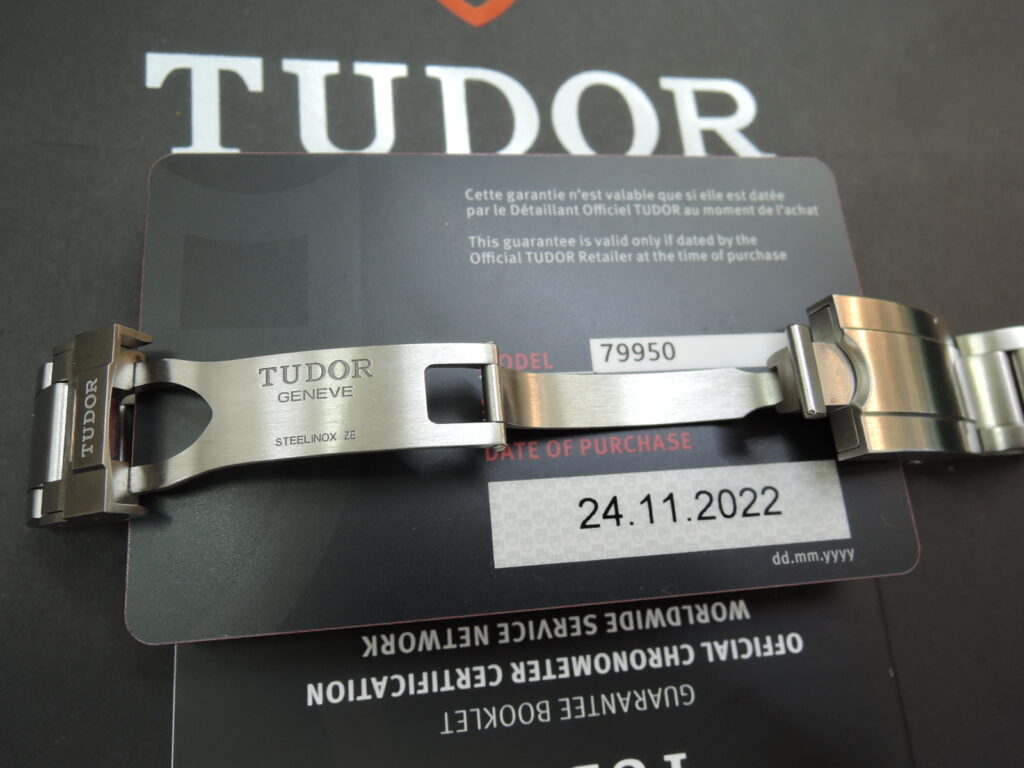 TUDOR
Cette garantie n'est valable que si elle est datée
par le Détaillant Officiel TUDOR au moment de l'achat
This guarantee is valid only if dated by the
Official TUDOR Retailer at the time of purchase
79950
TUDOR
GENEVE
STEELINOX ZE
TUDOR
DATE OF PURCHASE
24.11.2022
dd.mm.yyyy
GUARANTEE BOOKLET
OFFICIAL CHRONOMETER CERTIFICATION
WORLDWIDE SERVICE NETWORK